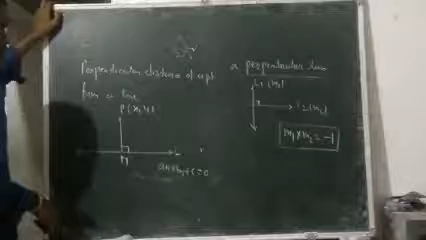 Perpendicular distance of a pt
from a line
P(x1,y1)
L
M
ax+by+c=0
a perpendicular line
L1 (m1)
L2 (m2)
m1 x m2 = -1